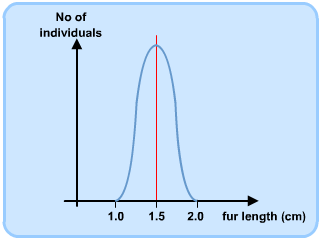 No of
individuals
1.0 1.5 2.0 fur length (cm)